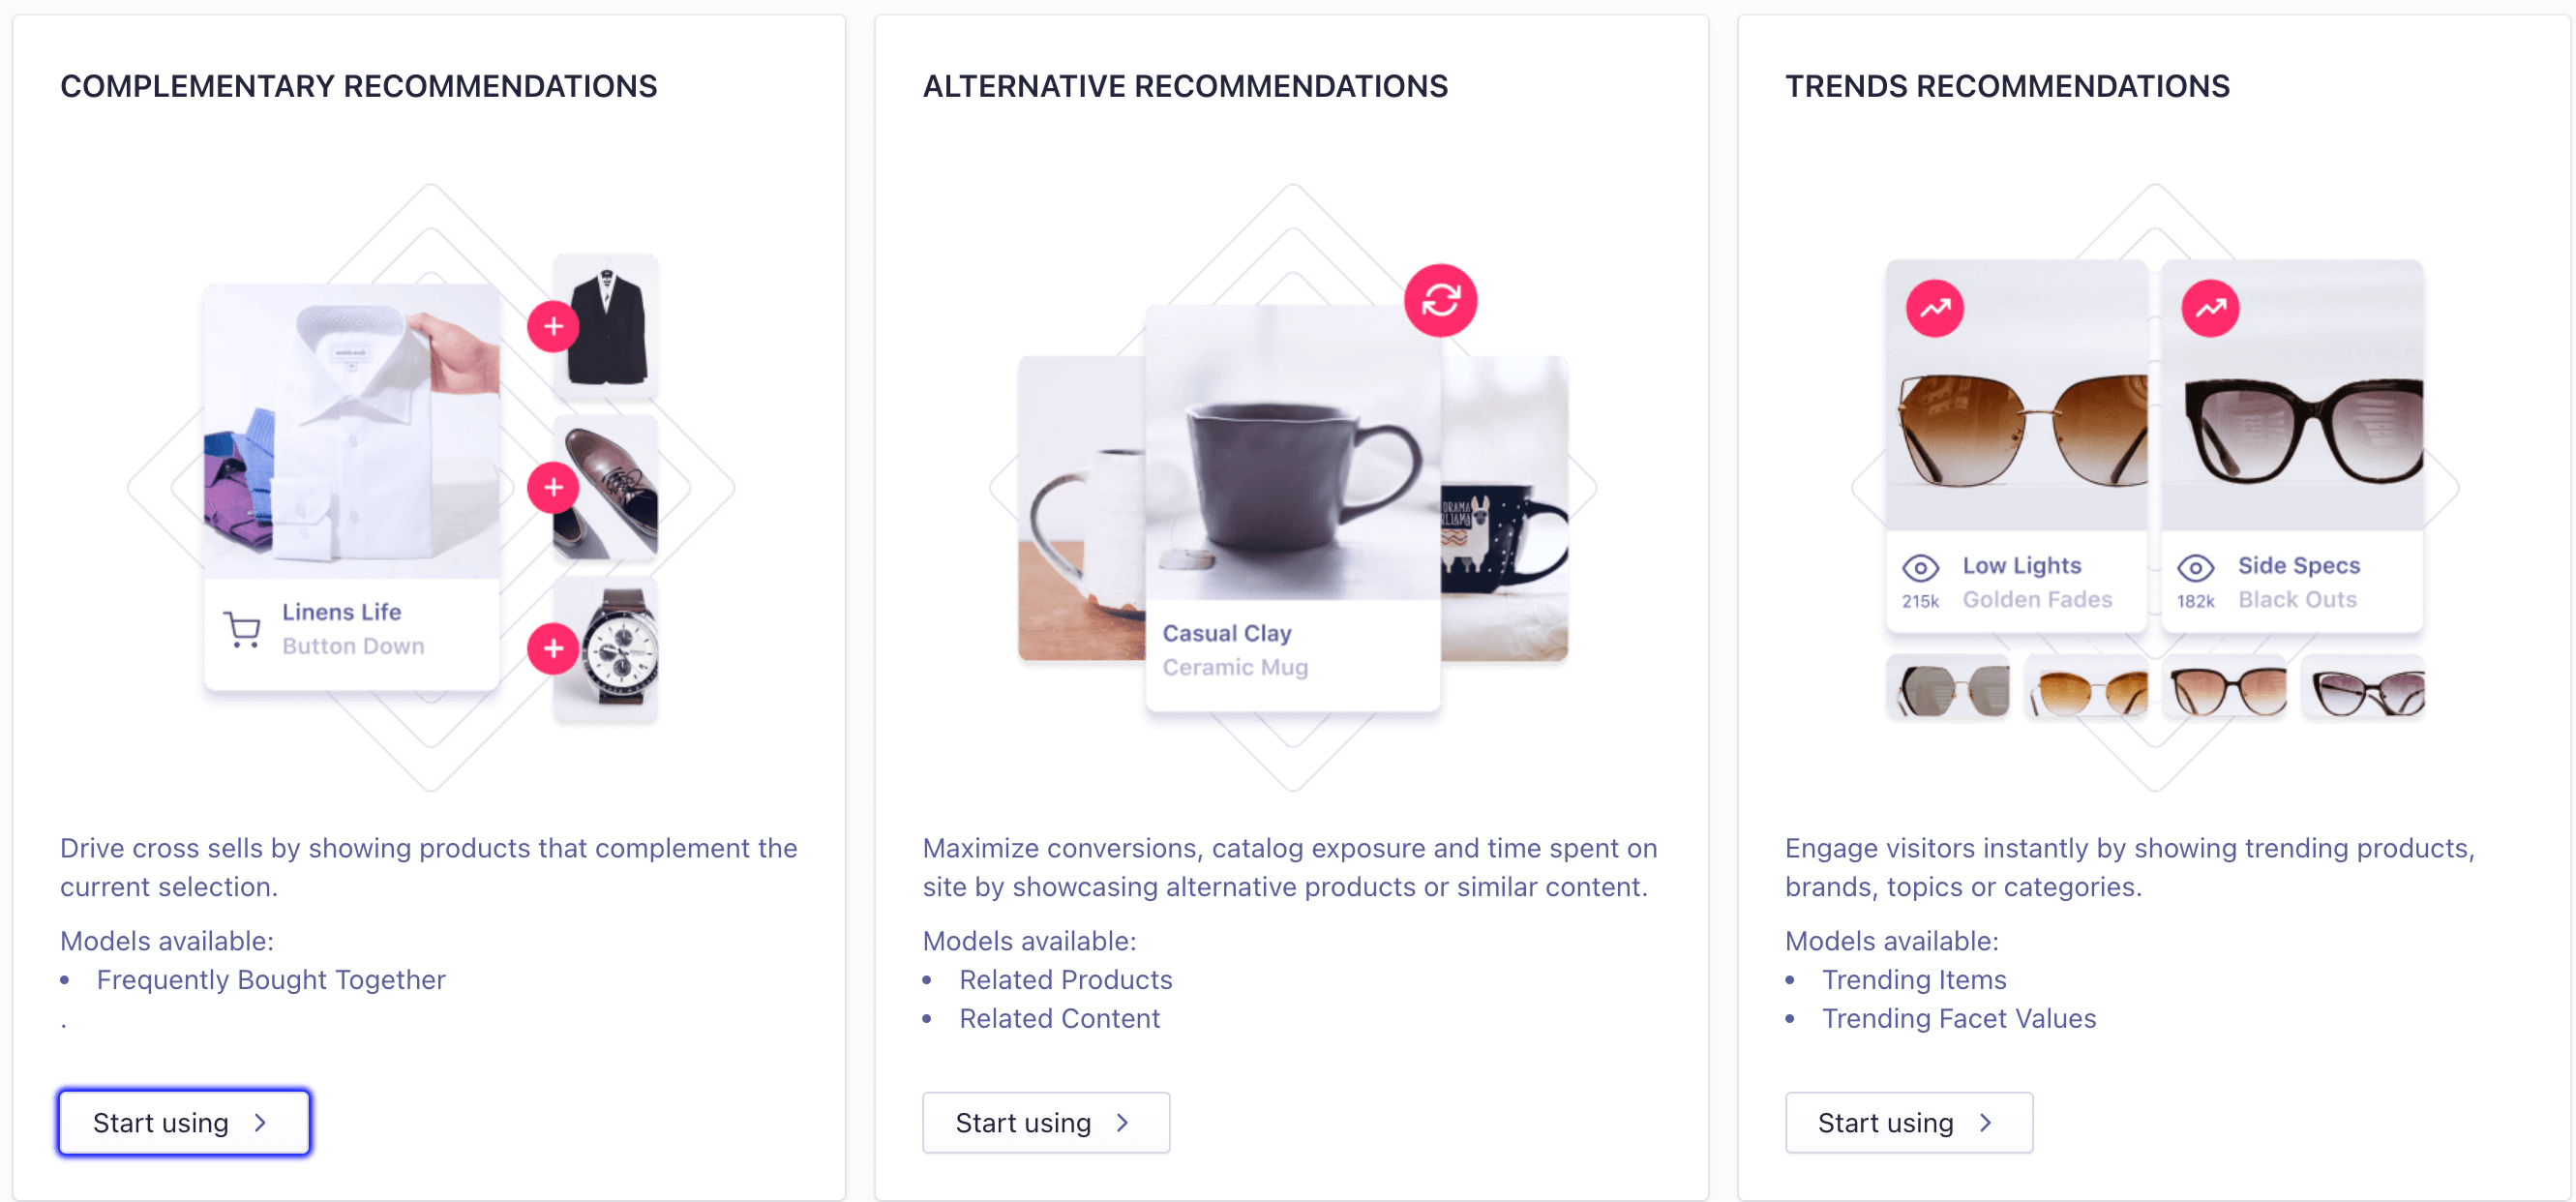 COMPLEMENTARY RECOMMENDATIONS
Linens Life
Button Down
Drive cross sells by showing products that complement the
current selection.
Models available:
• Frequently Bought Together
.
Start using
ALTERNATIVE RECOMMENDATIONS
DRAMA
Casual Clay
Ceramic Mug
Maximize conversions, catalog exposure and time spent on
site by showcasing alternative products or similar content.
Models available:
• Related Products
• Related Content
Start using
TRENDS RECOMMENDATIONS
Low Lights
215k Golden Fades
Side Specs
182k Black Outs
Engage visitors instantly by showing trending products,
brands, topics or categories.
Models available:
• Trending Items
• Trending Facet Values
Start using